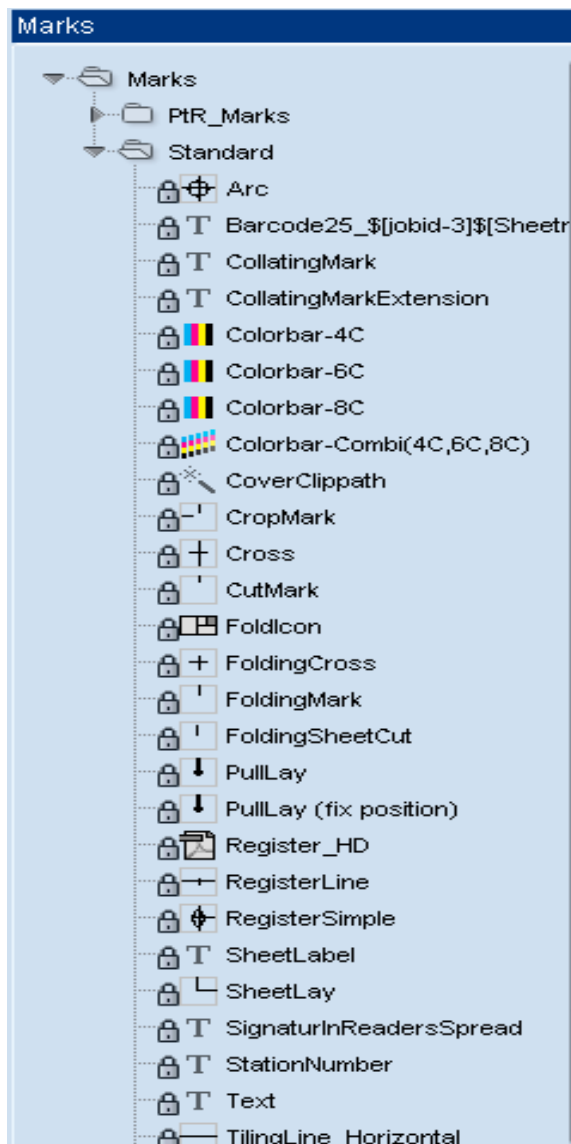 Marks
Marks
PtR_Marks
Standard
Arc
Barcode25_$[jobid-3]$[Sheetr
CollatingMark
CollatingMarkExtension
Colorbar-4C
Colorbar-6C
Colorbar-8C
Colorbar-Combi(4C,6C,8C)
CoverClippath
CropMark
Cross
CutMark
FoldIcon
FoldingCross
FoldingMark
FoldingSheetCut
PullLay
PullLay (fix position)
Register_HD
RegisterLine
RegisterSimple
SheetLabel
SheetLay
SignaturInReadersSpread
StationNumber
Text
TilingLine_Horizontal